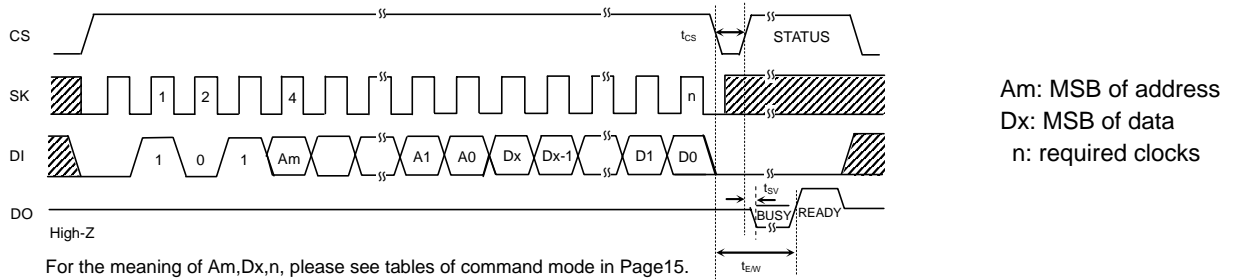 CS
tCS
STATUS
SK
1 2 4 n
Am: MSB of address
Dx: MSB of data
n: required clocks
DI
1 0 1 Am A1 A0 Dx Dx-1 D1 D0
tSV
DO
BUSY READY
High-Z
tE/W
For the meaning of Am,Dx,n, please see tables of command mode in Page15.